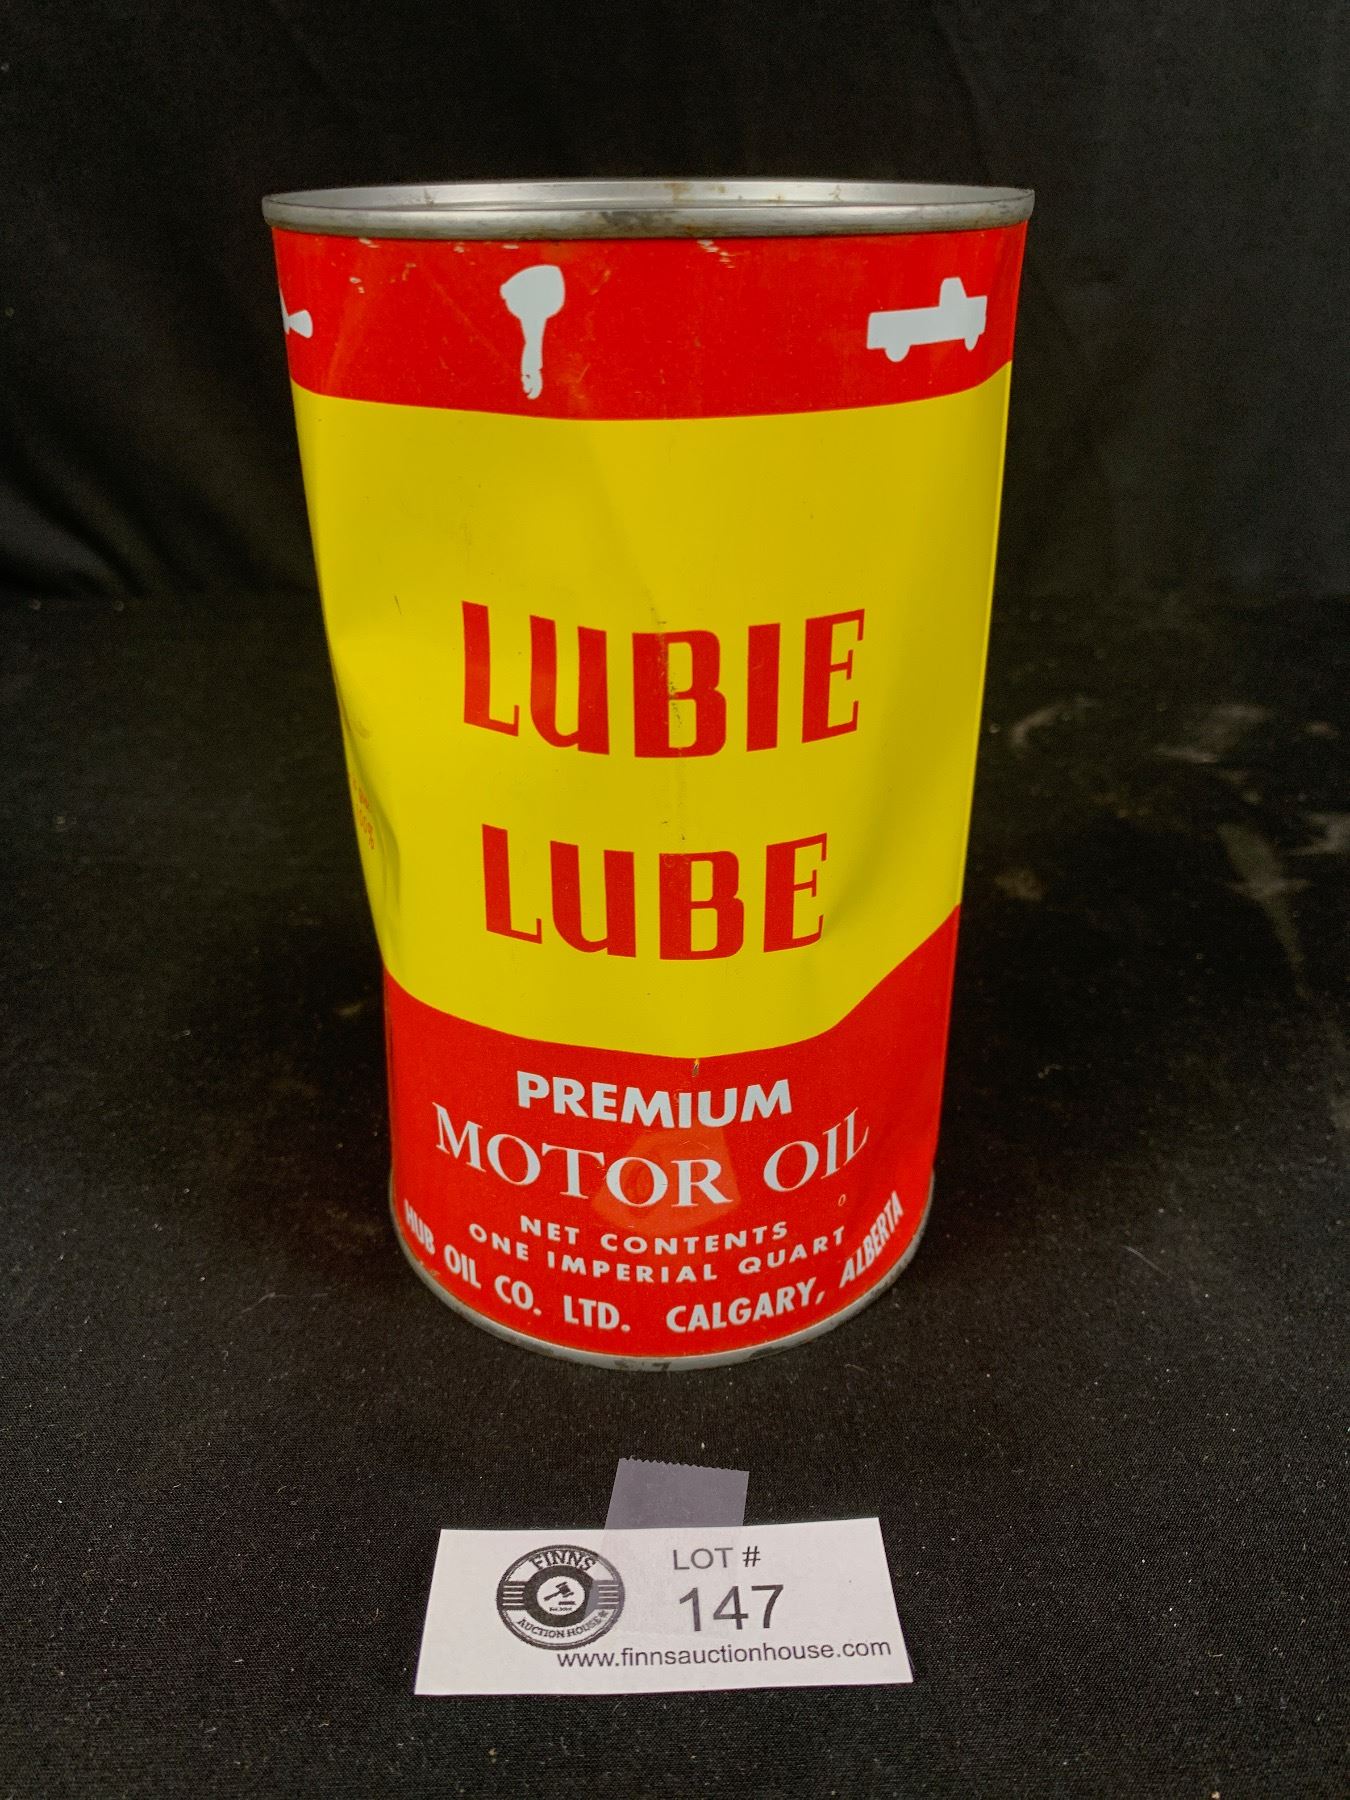 LUBIE
LUBE
PREMIUM
MOTOR OIL
NET CONTENTS
ONE IMPERIAL QUART
HUB OIL CO. LTD. CALGARY, ALBERTA
FINNS
AUCTION HOUSE
LOT #
147
www.finnsauctionhouse.com